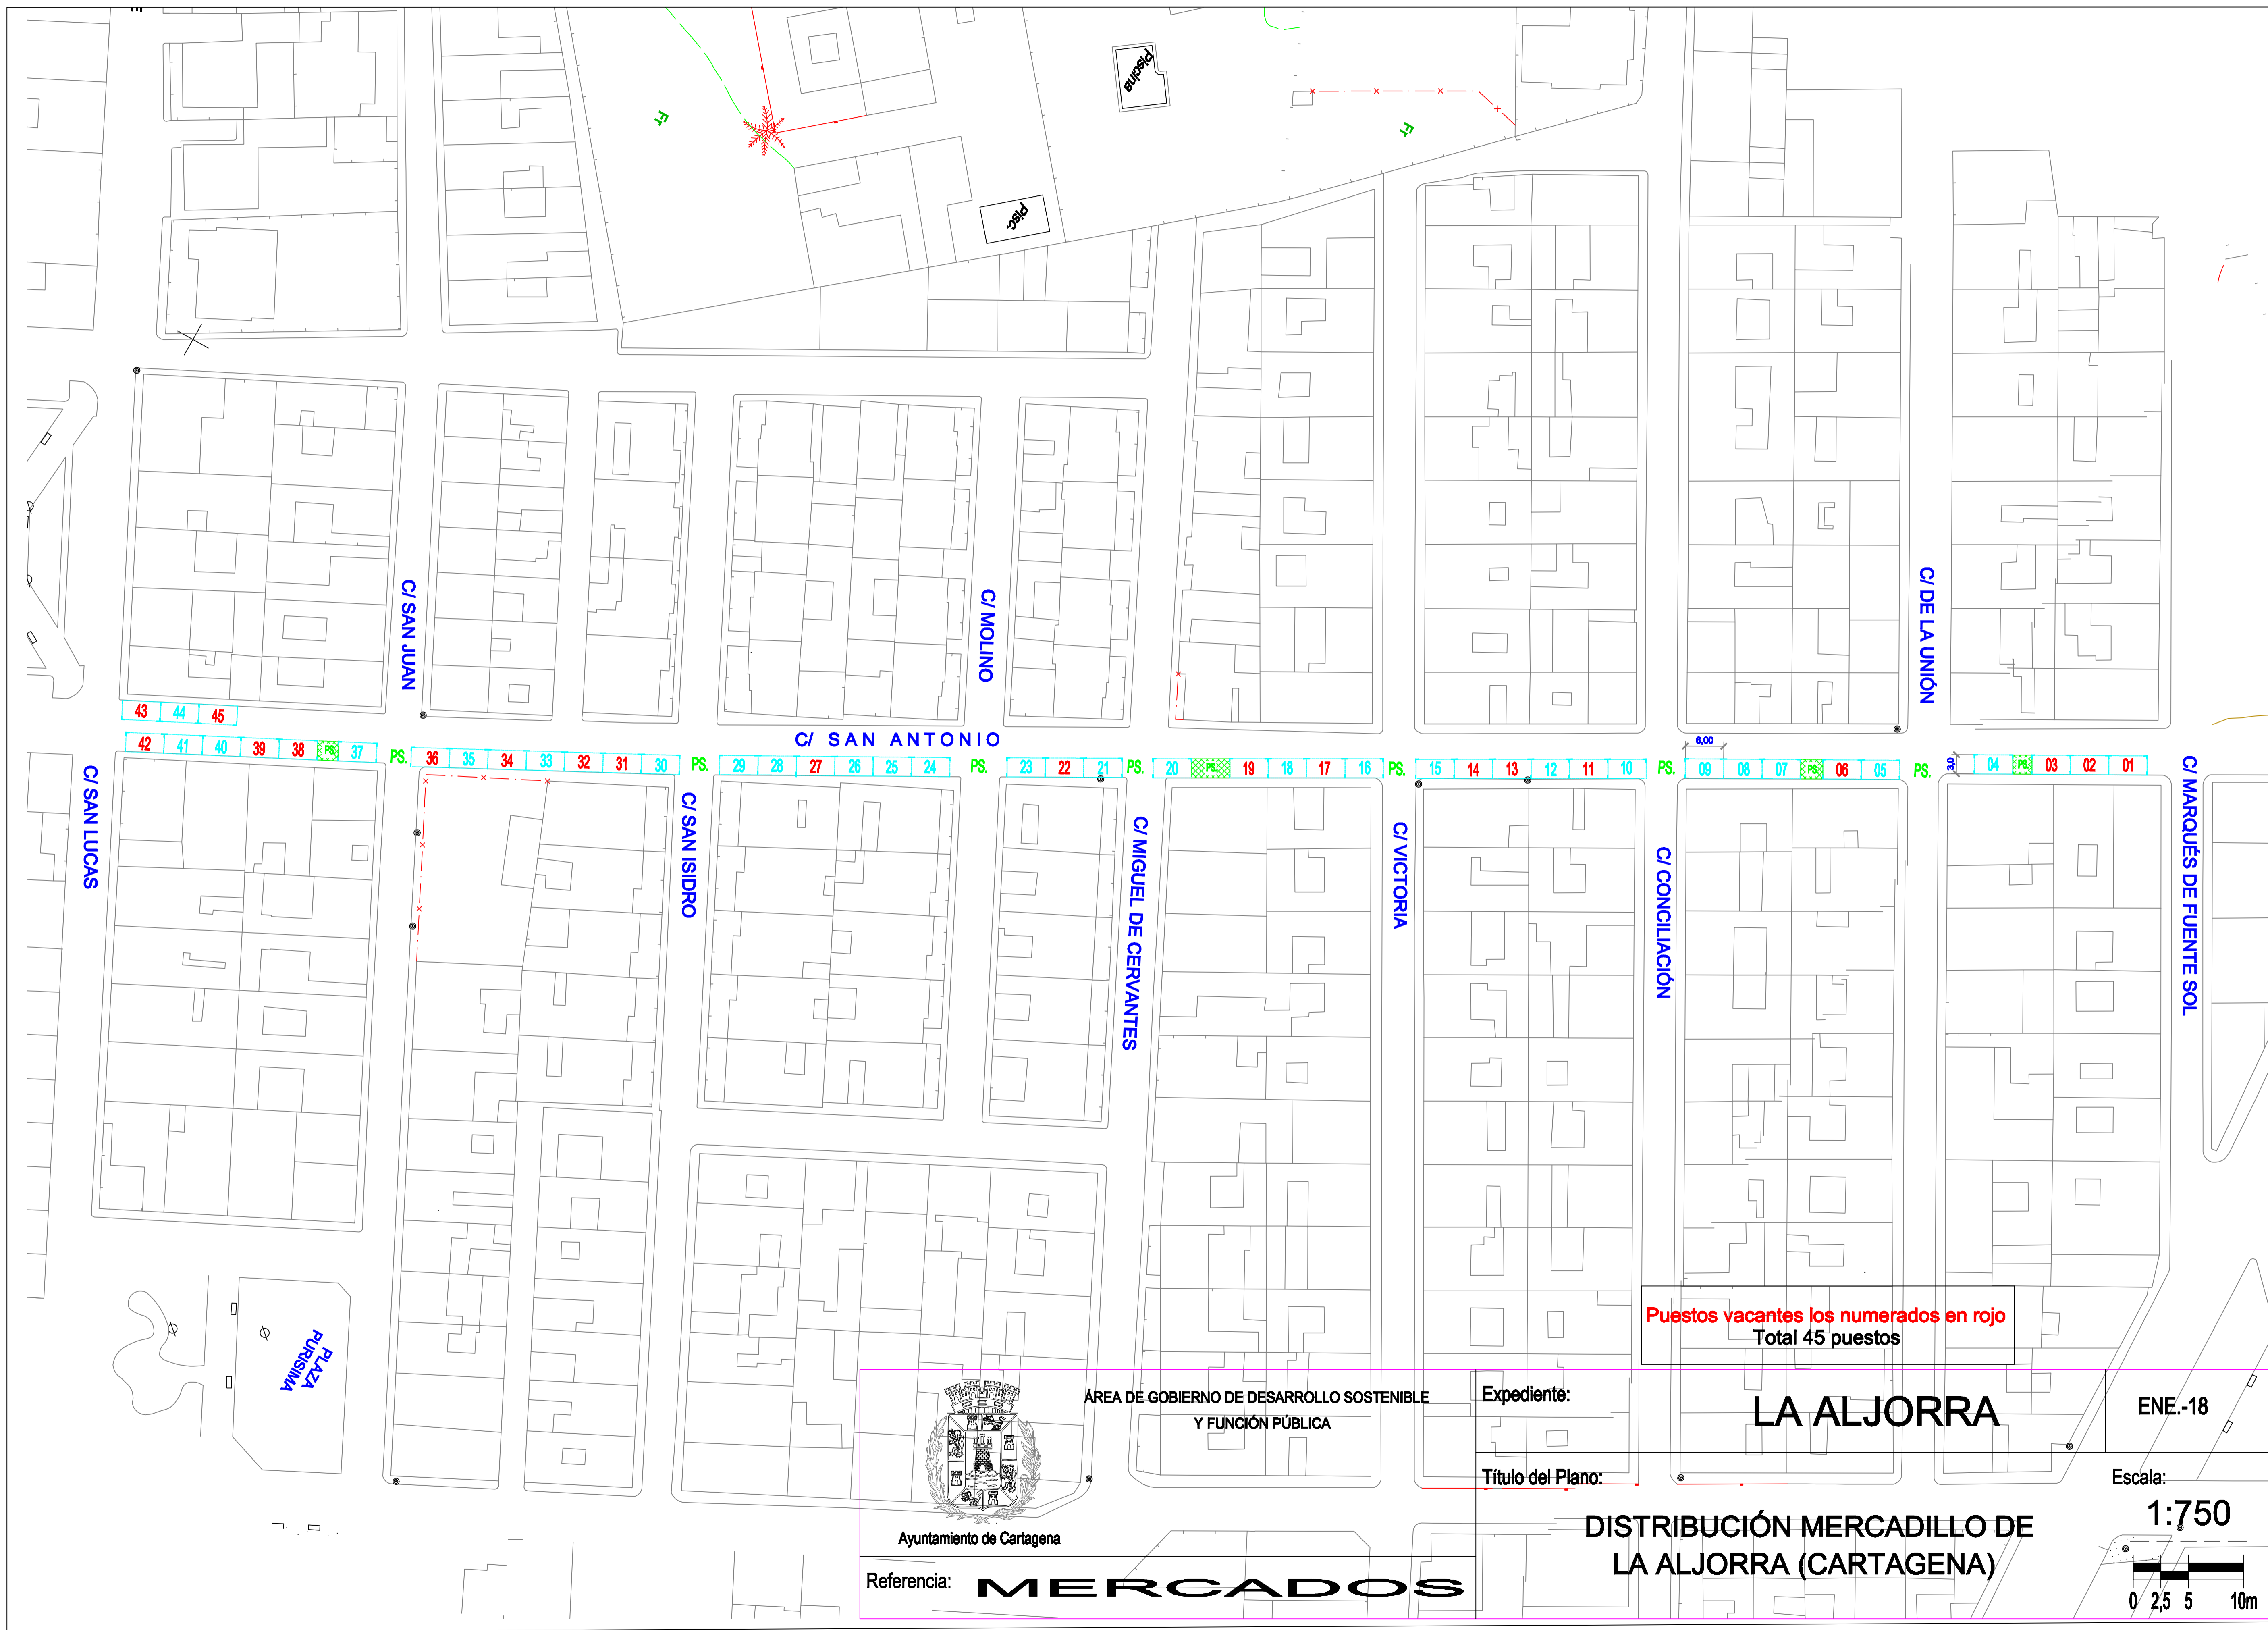 Piscina
Fr
Fr
Pisc.
C/ SAN JUAN
C/ MOLINO
C/ DE LA UNIÓN
43 44 45
C/ SAN ANTONIO
42 41 40 39 38 PS. 37 PS. 36 35 34 33 32 31 30 PS. 29 28 27 26 25 24 PS. 23 22 21 PS. 20 PS. 19 18 17 16 PS. 15 14 13 12 11 10 PS. 09 08 07 PS. 06 05 PS. 04 PS. 03 02 01
6,00
C/ SAN LUCAS
C/ SAN ISIDRO
C/ MIGUEL DE CERVANTES
C/ VICTORIA
C/ CONCILIACIÓN
C/ MARQUÉS DE FUENTE SOL
PLAZA
PURISIMA
Puestos vacantes los numerados en rojo
Total 45 puestos
ÁREA DE GOBIERNO DE DESARROLLO SOSTENIBLE
Y FUNCIÓN PÚBLICA
Ayuntamiento de Cartagena
Referencia: MERCADOS
Expediente:
LA ALJORRA
ENE.-18
Título del Plano:
DISTRIBUCIÓN MERCADILLO DE
LA ALJORRA (CARTAGENA)
Escala:
1:750
0 2,5 5 10m